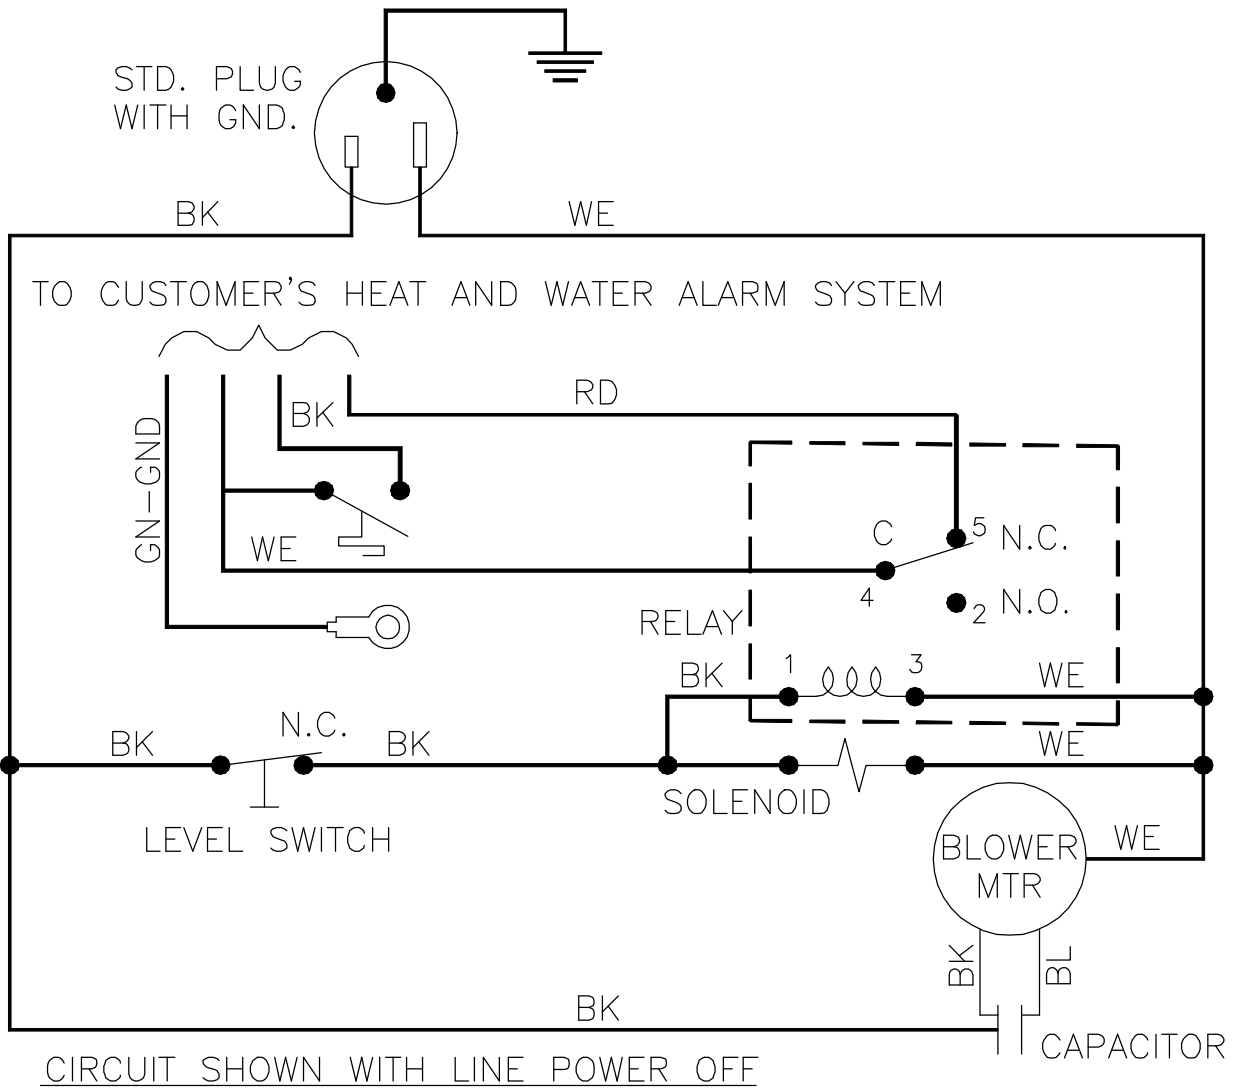 STD. PLUG
WITH GND.
BK
WE
TO CUSTOMER'S HEAT AND WATER ALARM SYSTEM
RD
BK
GN-GND
C
5 N.C.
WE
4
2 N.O.
RELAY
1
3
BK
WE
N.C.
BK
BK
WE
SOLENOID
LEVEL SWITCH
BLOWER
MTR
WE
BK
BL
BK
CAPACITOR
CIRCUIT SHOWN WITH LINE POWER OFF